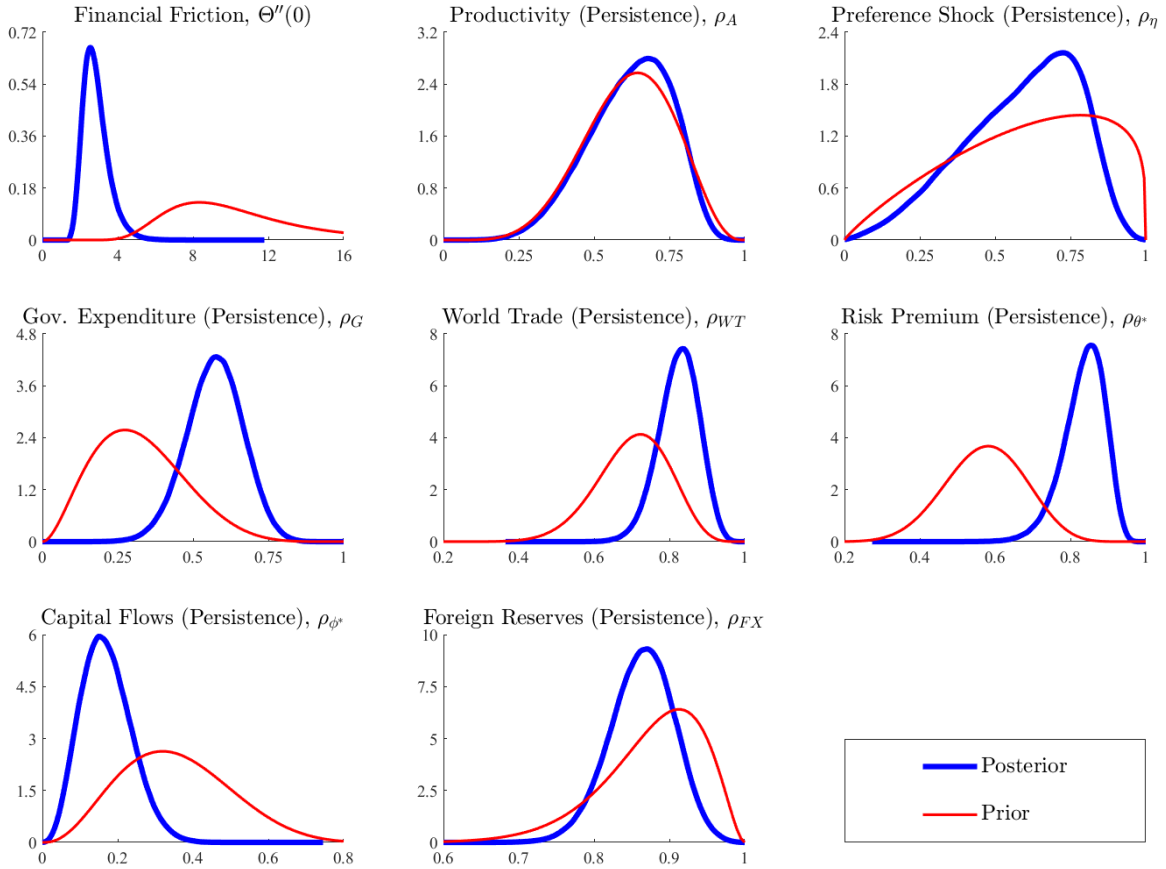 Financial Friction, Θ′′(0)
0.72
0.54
0.36
0.18
0
0 4 8 12 16
Productivity (Persistence), ρ_A
3.2
2.4
1.6
0.8
0
0 0.25 0.5 0.75 1
Preference Shock (Persistence), ρ_η
2.4
1.8
1.2
0.6
0
0 0.25 0.5 0.75 1
Gov. Expenditure (Persistence), ρ_G
4.8
3.6
2.4
1.2
0
0 0.25 0.5 0.75 1
World Trade (Persistence), ρ_WT
8
6
4
2
0
0.2 0.4 0.6 0.8 1
Risk Premium (Persistence), ρ_θ*
8
6
4
2
0
0.2 0.4 0.6 0.8 1
Capital Flows (Persistence), ρ_ϕ*
6
4.5
3
1.5
0
0 0.2 0.4 0.6 0.8
Foreign Reserves (Persistence), ρ_FX
10
7.5
5
2.5
0
0.6 0.7 0.8 0.9 1
Posterior
Prior